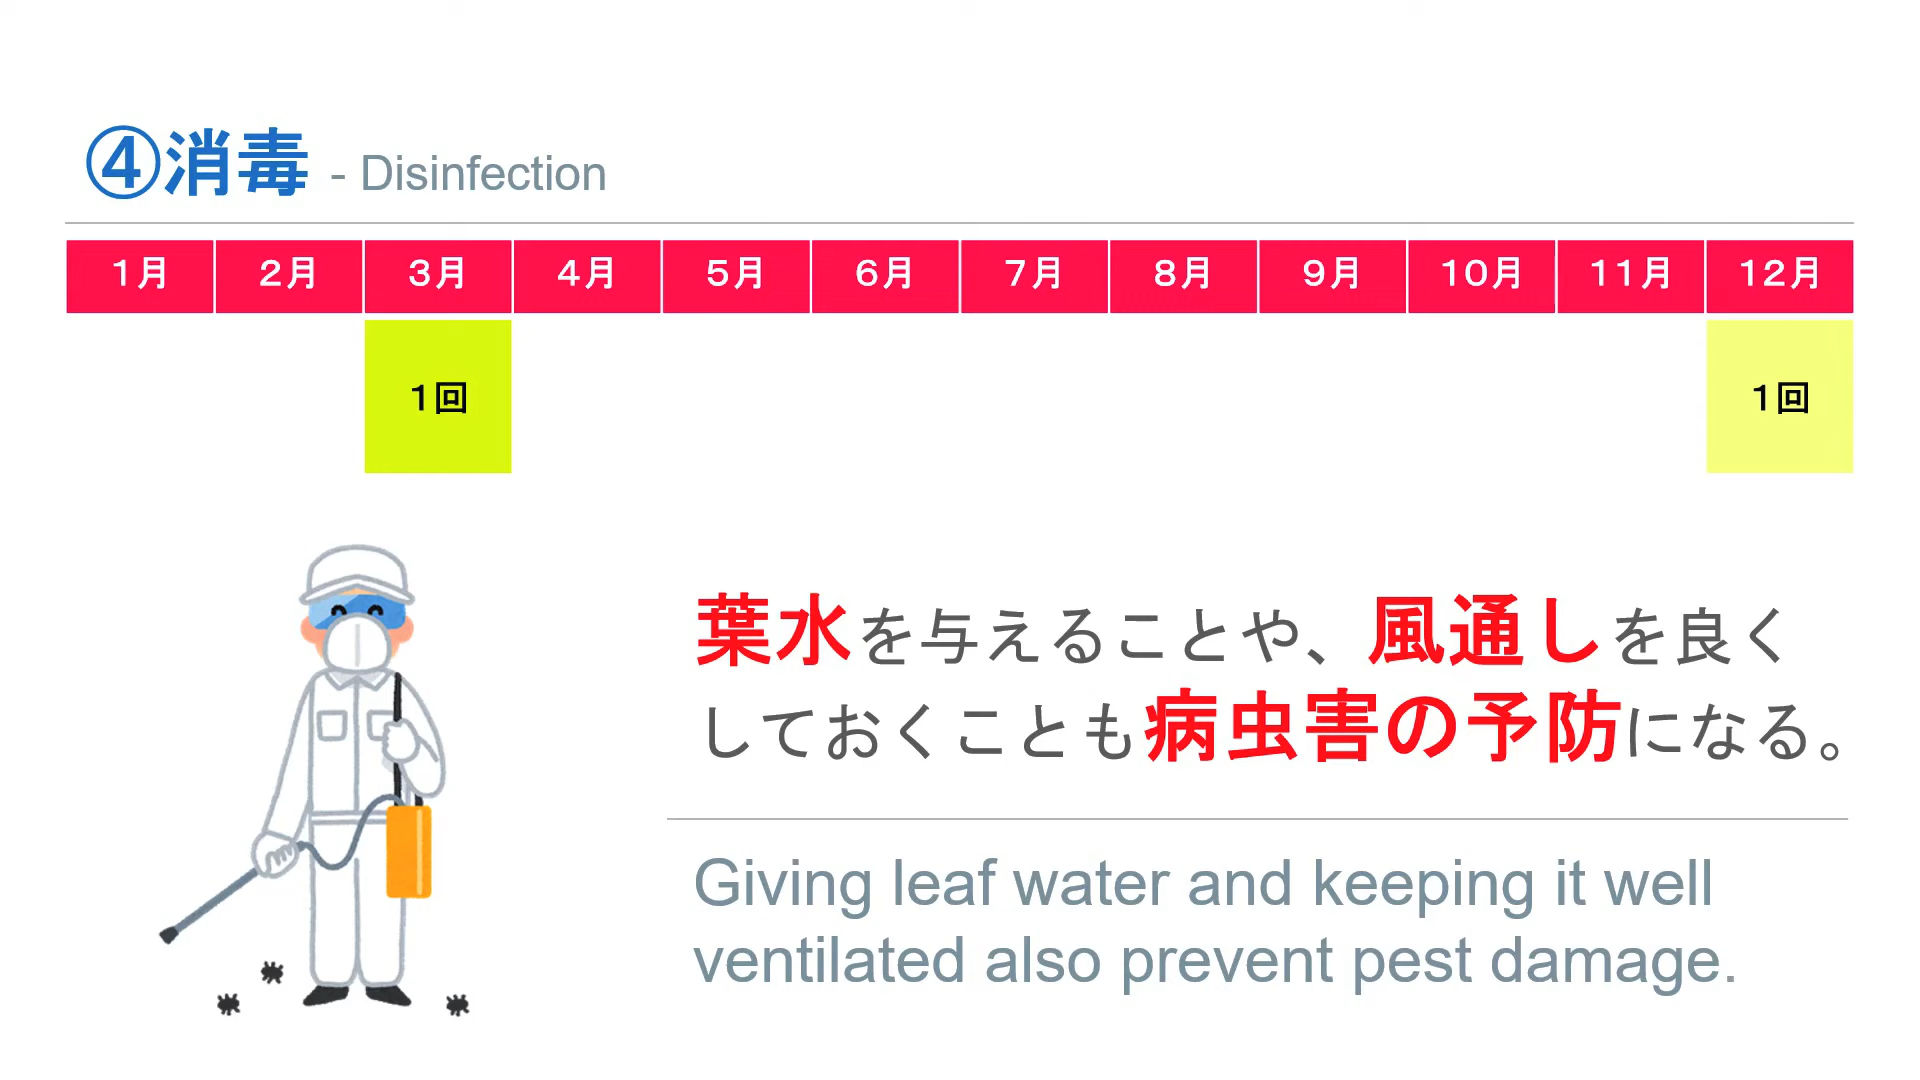 ④消毒 - Disinfection
1月 2月 3月 4月 5月 6月 7月 8月 9月 10月 11月 12月
1回 1回
葉水を与えることや、風通しを良く
しておくことも病虫害の予防になる。
Giving leaf water and keeping it well
ventilated also prevent pest damage.